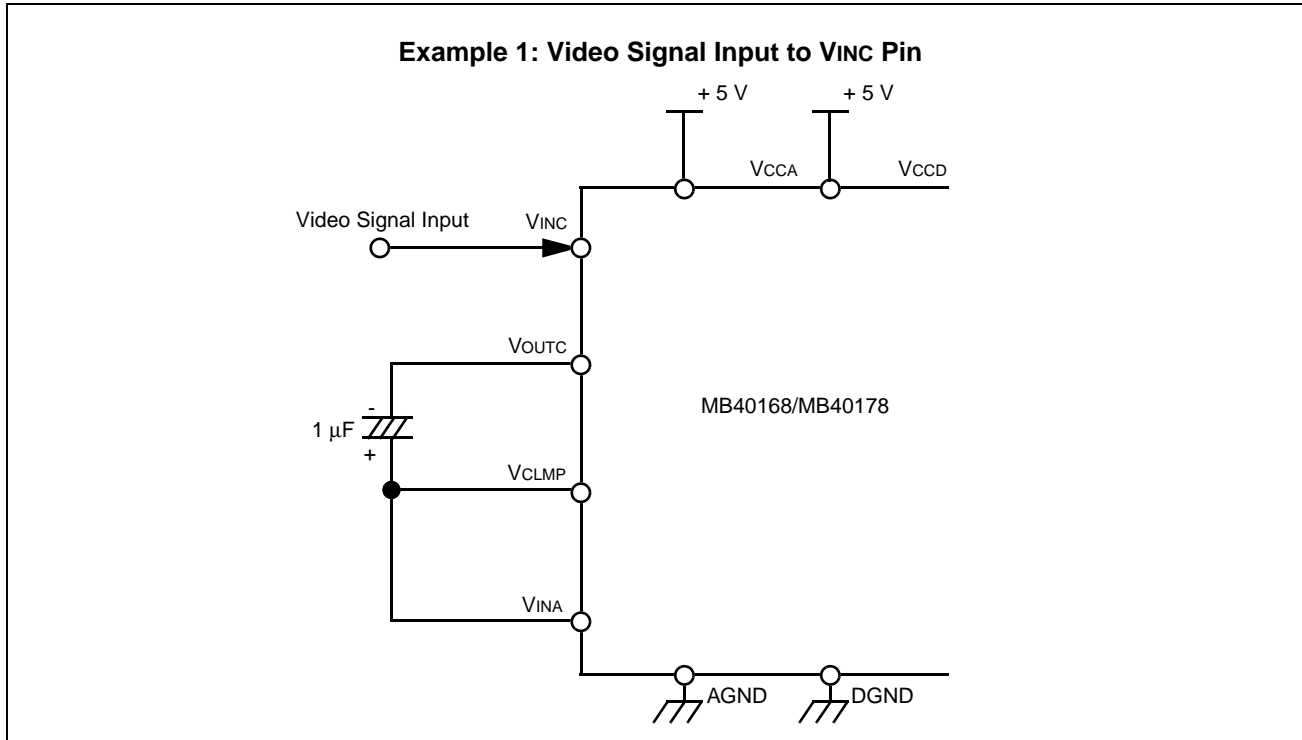 Example 1: Video Signal Input to VINC Pin
+ 5 V
+ 5 V
VCCA
VCCD
Video Signal Input
VINC
VOUTC
MB40168/MB40178
-
1 μF
+
VCLMP
VINA
AGND
DGND